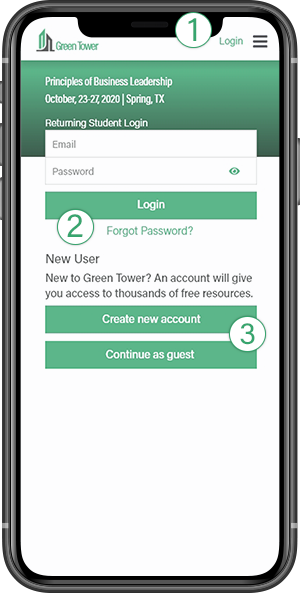 1
Green Tower Login
Principles of Business Leadership
October, 23-27, 2020 | Spring, TX
Returning Student Login
Email
Password
Login
2
Forgot Password?
New User
New to Green Tower? An account will give
you access to thousands of free resources.
Create new account
3
Continue as guest